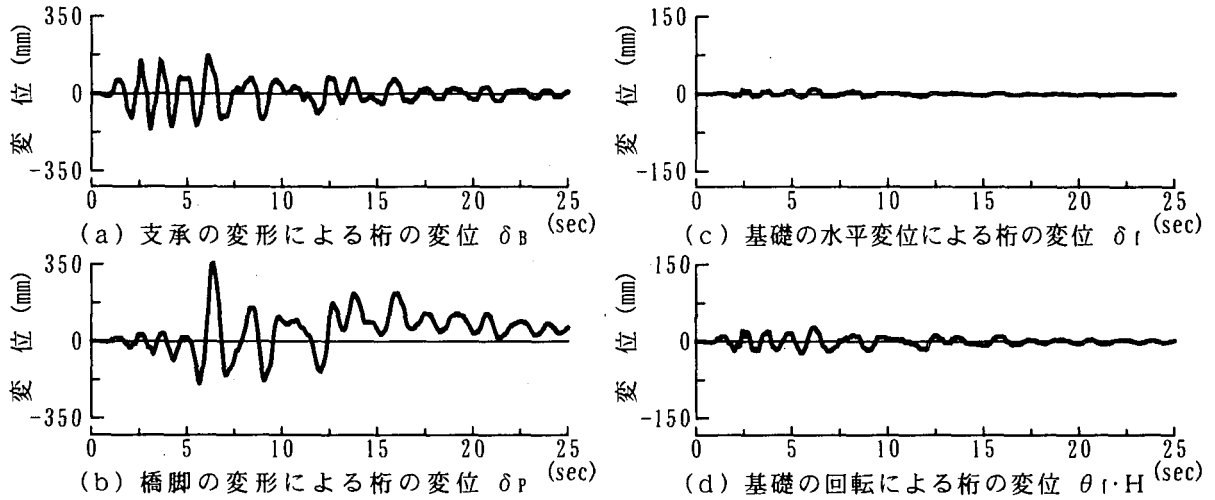 350
0
-350
変 位 (mm)
0 5 10 15 20 25
(sec)
(a) 支承の変形による桁の変位 δB
150
0
-150
変 位 (mm)
0 5 10 15 20 25
(sec)
(c) 基礎の水平変位による桁の変位 δf
350
0
-350
変 位 (mm)
0 5 10 15 20 25
(sec)
(b) 橋脚の変形による桁の変位 δP
150
0
-150
変 位 (mm)
0 5 10 15 20 25
(sec)
(d) 基礎の回転による桁の変位 θf·H